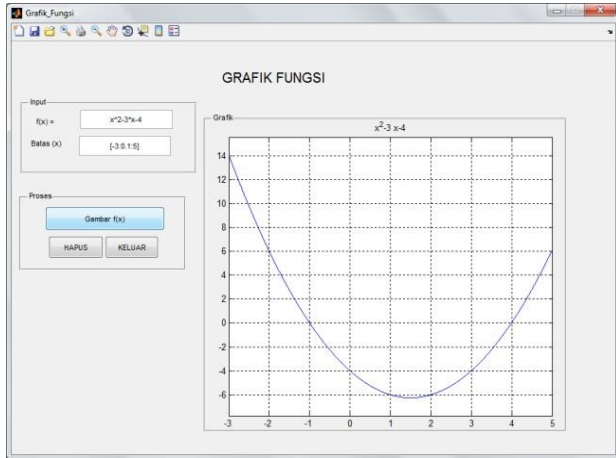 Grafik_Fungsi
GRAFIK FUNGSI
Input
f(x) = x^2-3*x-4
Batas (x) [-3:0.1:5]
Proses
Gambar f(x)
HAPUS KELUAR
Grafik
x²-3 x-4
14
12
10
8
6
4
2
0
-2
-4
-6
-3 -2 -1 0 1 2 3 4 5